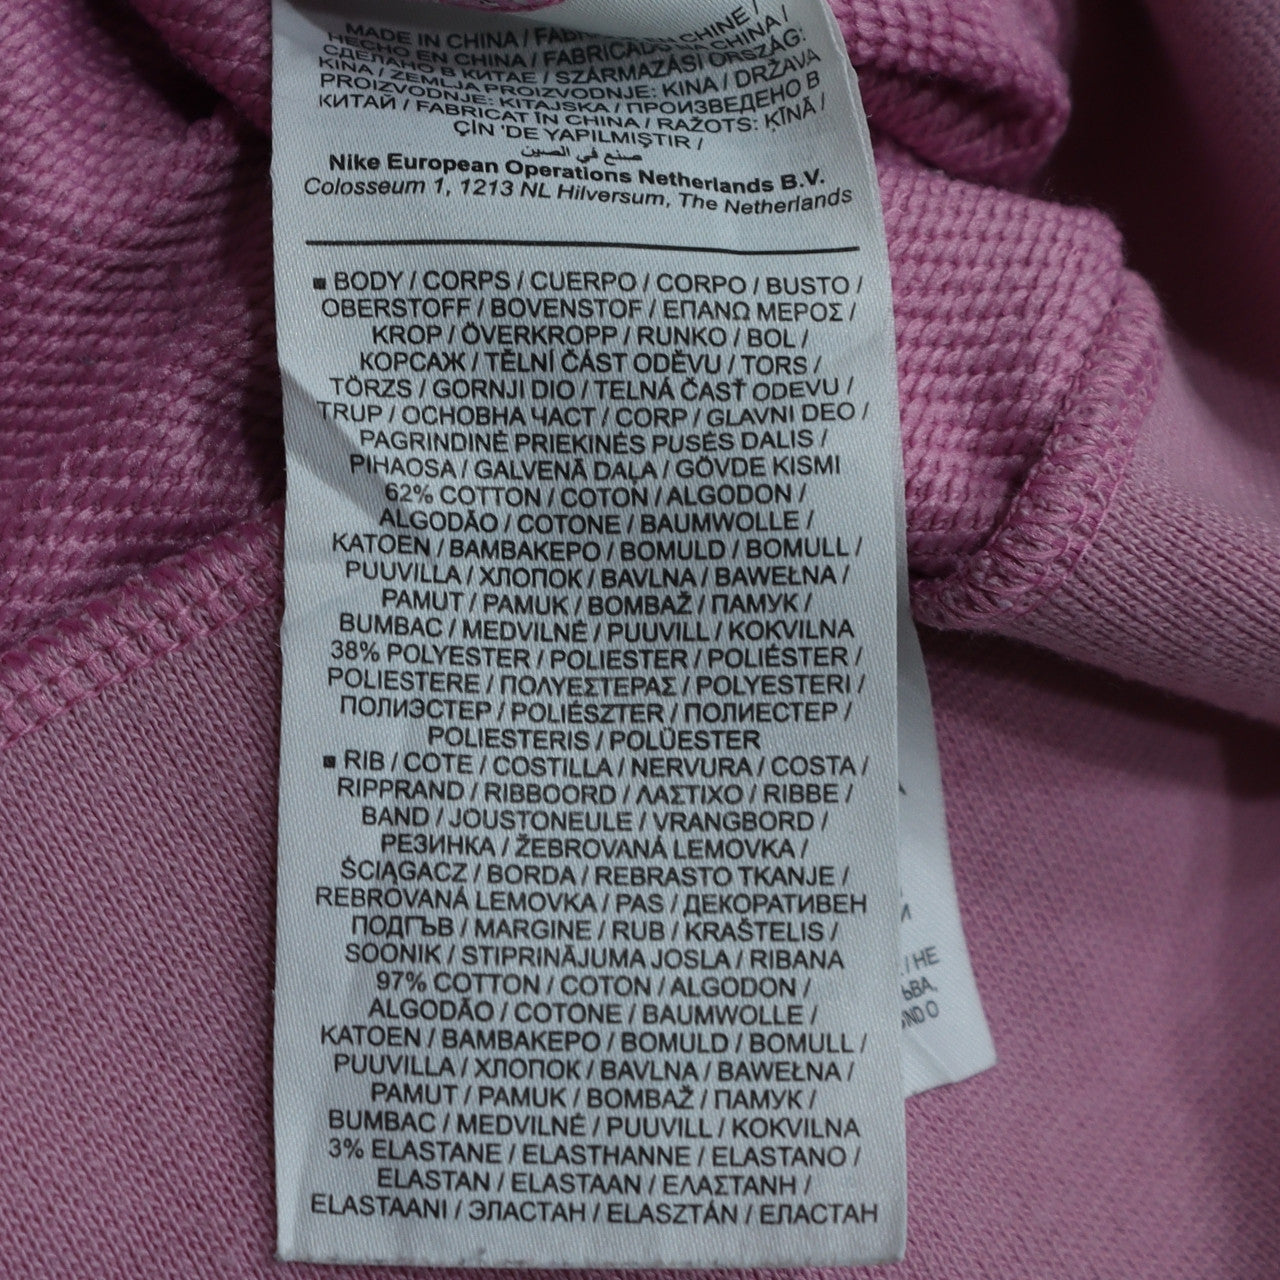 MADE IN CHINA / FABRIQUÉ EN CHINE /
HECHO EN CHINA / FABRICADO NA CHINA /
СДЕЛАНО В КИТАЕ / SZÁRMAZÁSI ORSZÁG:
KÍNA / ZEMLJA PROIZVODNJE: KINA / DRŽAVA
PROIZVODNJE: KITAJSKA / ПРОИЗВЕДЕНО В
КИТАЙ / FABRICAT ÎN CHINA / RAŽOTS: ĶĪNĀ /
ÇİN 'DE YAPILMIŞTIR /
صنع في الصين
Nike European Operations Netherlands B.V.
Colosseum 1, 1213 NL Hilversum, The Netherlands
▪ BODY / CORPS / CUERPO / CORPO / BUSTO /
OBERSTOFF / BOVENSTOF / ΕΠΑΝΩ ΜΕΡΟΣ /
KROP / ÖVERKROPP / RUNKO / BOL /
КОРСАЖ / TĚLNÍ ČÁST ODĚVU / TORS /
TÖRZS / GORNJI DIO / TELNÁ ČASŤ ODEVU /
TRUP / ОСНОВНА ЧАСТ / CORP / GLAVNI DEO /
PAGRINDINĖ PRIEKINĖS PUSĖS DALIS /
PIHAOSA / GALVENĀ DAĻA / GÖVDE KISMI
62% COTTON / COTON / ALGODON /
ALGODÃO / COTONE / BAUMWOLLE /
KATOEN / ΒΑΜΒΑΚΕΡΟ / BOMULD / BOMULL /
PUUVILLA / ХЛОПОК / BAVLNA / BAWEŁNA /
PAMUT / PAMUK / BOMBAŽ / ПАМУК /
BUMBAC / MEDVILNĖ / PUUVILL / KOKVILNA
38% POLYESTER / POLIESTER / POLIÉSTER /
POLIESTERE / ΠΟΛΥΕΣΤΕΡΑΣ / POLYESTERI /
ПОЛИЭСТЕР / POLIÉSZTER / ПОЛИЕСТЕР /
POLIESTERIS / POLÜESTER
▪ RIB / COTE / COSTILLA / NERVURA / COSTA /
RIPPRAND / RIBBOORD / ΛΑΣΤΙΧΟ / RIBBE /
BAND / JOUSTONEULE / VRANGBORD /
РЕЗИНКА / ŽEBROVANÁ LEMOVKA /
ŚCIĄGACZ / BORDA / REBRASTO TKANJE /
REBROVANÁ LEMOVKA / PAS / ДЕКОРАТИВЕН
ПОДГЪВ / MARGINE / RUB / KRAŠTELIS /
SOONIK / STIPRINĀJUMA JOSLA / RIBANA
97% COTTON / COTON / ALGODON /
ALGODÃO / COTONE / BAUMWOLLE /
KATOEN / ΒΑΜΒΑΚΕΡΟ / BOMULD / BOMULL /
PUUVILLA / ХЛОПОК / BAVLNA / BAWEŁNA /
PAMUT / PAMUK / BOMBAŽ / ПАМУК /
BUMBAC / MEDVILNĖ / PUUVILL / KOKVILNA
3% ELASTANE / ELASTHANNE / ELASTANO /
ELASTAN / ELASTAAN / ΕΛΑΣΤΑΝΗ /
ELASTAANI / ЭЛАСТАН / ELASZTÁN / ЕЛАСТАН
/ НЕ